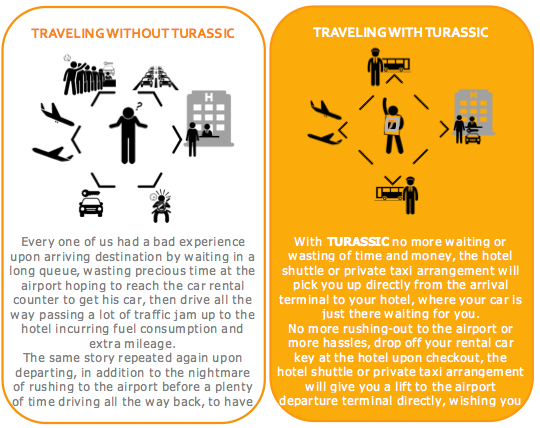 TRAVELING WITHOUT TURASSIC
?
H
Every one of us had a bad experience
upon arriving destination by waiting in a
long queue, wasting precious time at the
airport hoping to reach the car rental
counter to get his car, then drive all the
way passing a lot of traffic jam up to the
hotel incurring fuel consumption and
extra mileage.
The same story repeated again upon
departing, in addition to the nightmare
of rushing to the airport before a plenty
of time driving all the way back, to have
TRAVELING WITH TURASSIC
H
With TURASSIC no more waiting or
wasting of time and money, the hotel
shuttle or private taxi arrangement will
pick you up directly from the arrival
terminal to your hotel, where your car is
just there waiting for you.
No more rushing-out to the airport or
more hassles, drop off your rental car
key at the hotel upon checkout, the
hotel shuttle or private taxi arrangement
will give you a lift to the airport
departure terminal directly, wishing you